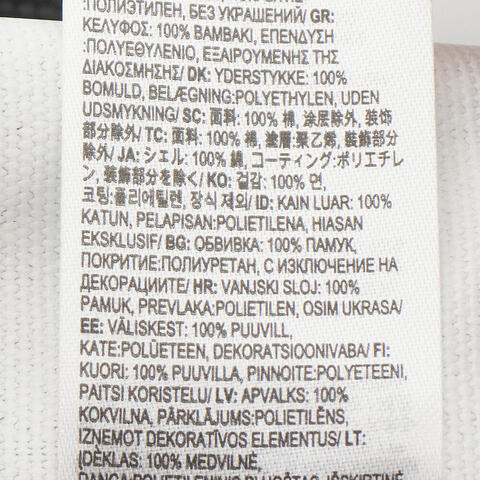 :ПОЛИЭТИЛЕН, БЕЗ УКРАШЕНИЙ/ GR:
ΚΕΛΥΦΟΣ: 100% ΒΑΜΒΑΚΙ, ΕΠΕΝΔΥΣΗ
:ΠΟΛΥΕΘΥΛΕΝΙΟ, ΕΞΑΙΡΟΥΜΕΝΗΣ ΤΗΣ
ΔΙΑΚΟΣΜΗΣΗΣ/ DK: YDERSTYKKE: 100%
BOMULD, BELÆGNING:POLYETHYLEN, UDEN
UDSMYKNING/ SC: 面料: 100% 棉, 涂层除外, 装饰
部分除外/ TC: 面料: 100% 棉, 塗層:聚乙烯, 裝飾部分
除外/ JA: シェル: 100% 綿, コーティング:ポリエチレ
ン, 装飾部分を除く/ KO: 겉감: 100% 면,
코팅:폴리에틸렌, 장식 제외/ ID: KAIN LUAR: 100%
KATUN, PELAPISAN:POLIETILENA, HIASAN
EKSKLUSIF/ BG: ОБВИВКА: 100% ПАМУК,
ПОКРИТИЕ:ПОЛИУРЕТАН, С ИЗКЛЮЧЕНИЕ НА
ДЕКОРАЦИИТЕ/ HR: VANJSKI SLOJ: 100%
PAMUK, PREVLAKA:POLIETILEN, OSIM UKRASA/
EE: VÄLISKEST: 100% PUUVILL,
KATE:POLÜETEEN, DEKORATSIOONIVABA/ FI:
KUORI: 100% PUUVILLA, PINNOITE:POLYETEENI,
PAITSI KORISTELU/ LV: APVALKS: 100%
KOKVILNA, PĀRKLĀJUMS:POLIETILĒNS,
IZŅEMOT DEKORATĪVOS ELEMENTUS/ LT:
ĮDĖKLAS: 100% MEDVILNĖ,